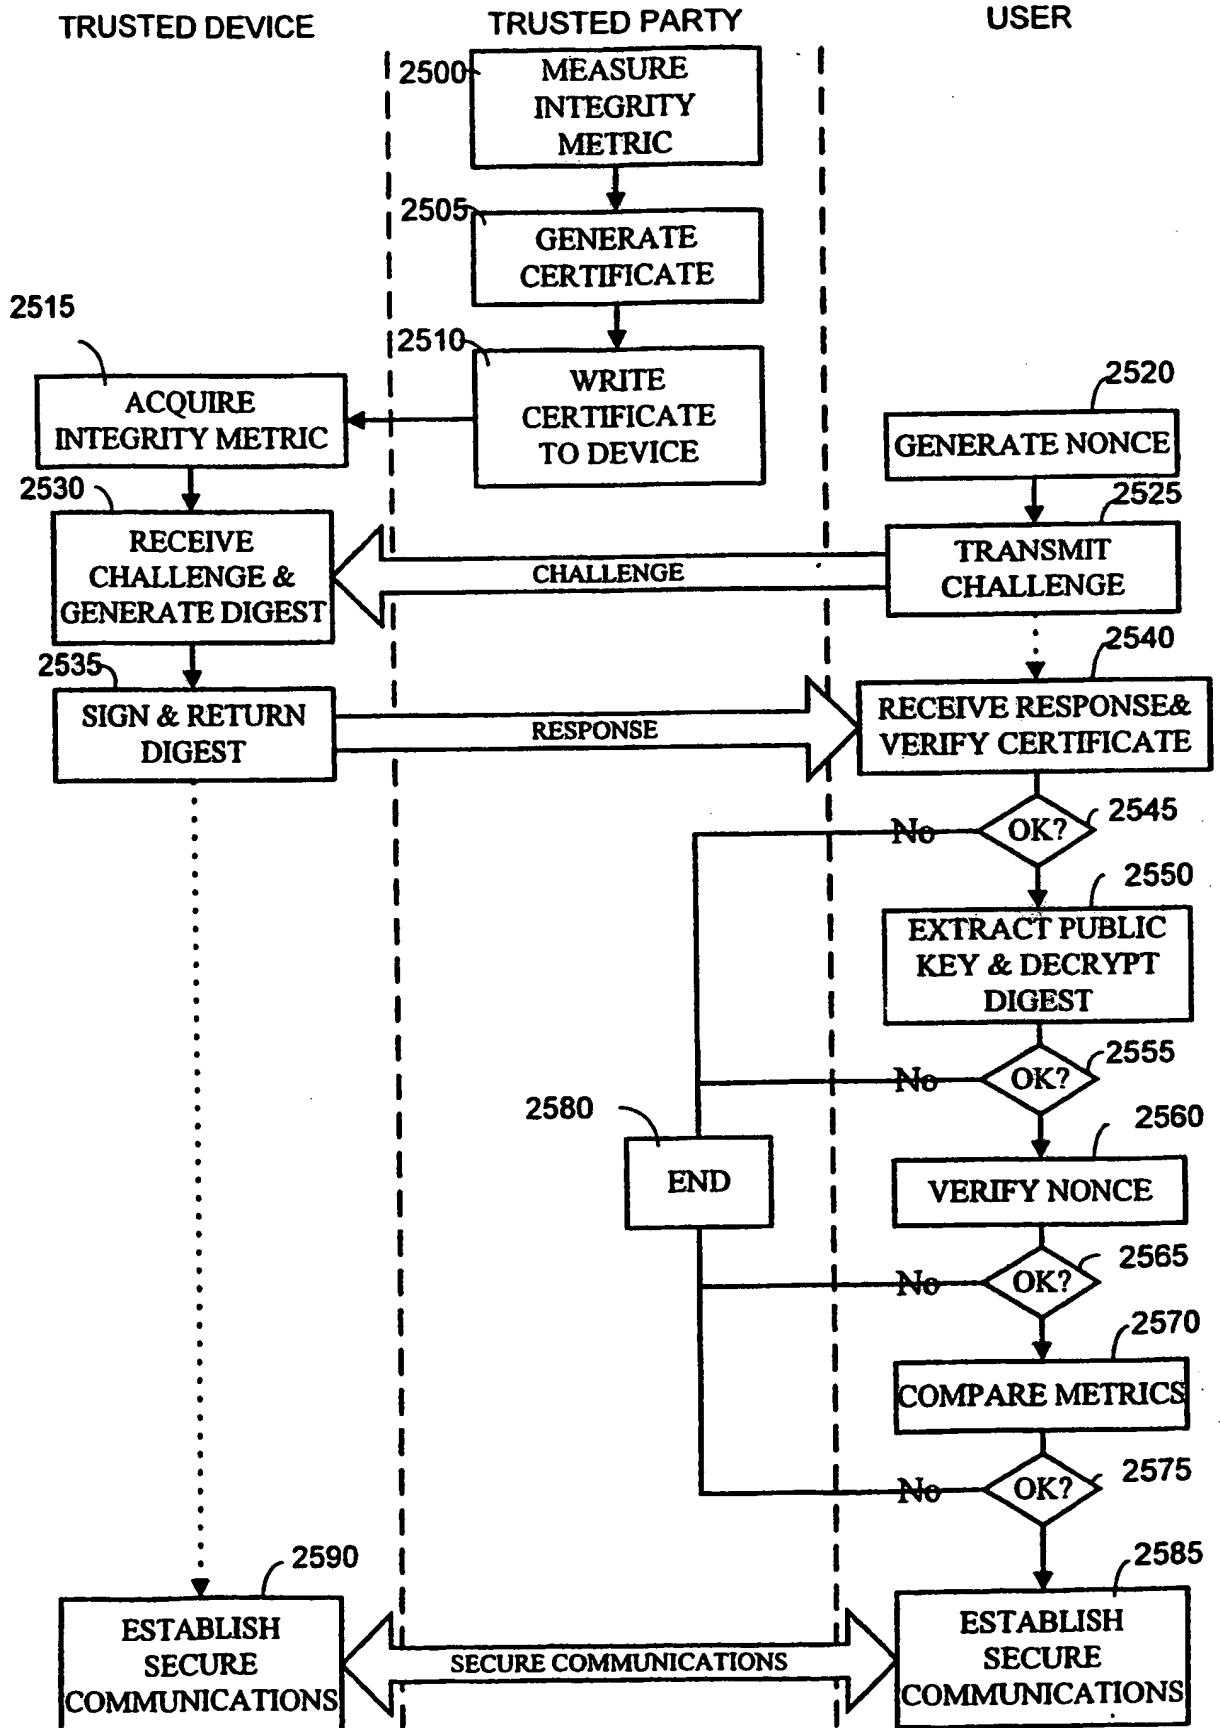 TRUSTED DEVICE
TRUSTED PARTY
USER
2500
MEASURE
INTEGRITY
METRIC
2505
GENERATE
CERTIFICATE
2510
WRITE
CERTIFICATE
TO DEVICE
2515
ACQUIRE
INTEGRITY METRIC
2520
GENERATE NONCE
2525
TRANSMIT
CHALLENGE
CHALLENGE
2530
RECEIVE
CHALLENGE &
GENERATE DIGEST
2535
SIGN & RETURN
DIGEST
RESPONSE
2540
RECEIVE RESPONSE&
VERIFY CERTIFICATE
OK?
2545
No
2550
EXTRACT PUBLIC
KEY & DECRYPT
DIGEST
OK?
2555
No
2580
END
2560
VERIFY NONCE
OK?
2565
No
2570
COMPARE METRICS
OK?
2575
No
2590
ESTABLISH
SECURE
COMMUNICATIONS
SECURE COMMUNICATIONS
2585
ESTABLISH
SECURE
COMMUNICATIONS